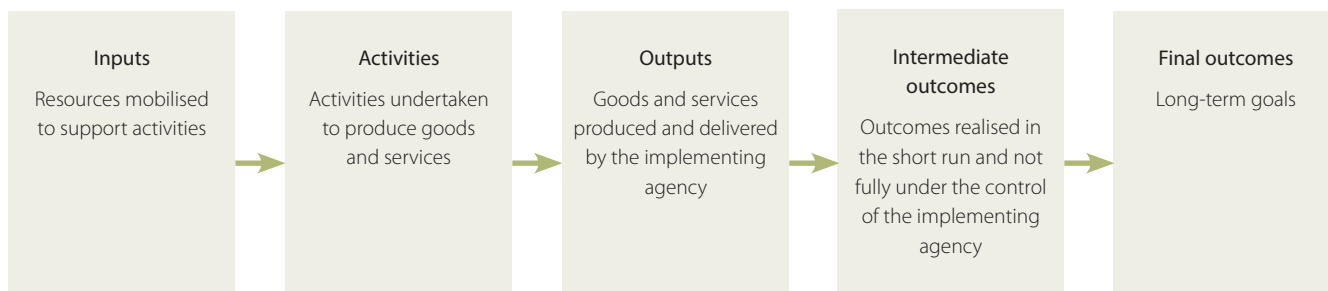 Inputs
Resources mobilised
to support activities
Activities
Activities undertaken
to produce goods
and services
Outputs
Goods and services
produced and delivered
by the implementing
agency
Intermediate
outcomes
Outcomes realised in
the short run and not
fully under the control
of the implementing
agency
Final outcomes
Long-term goals